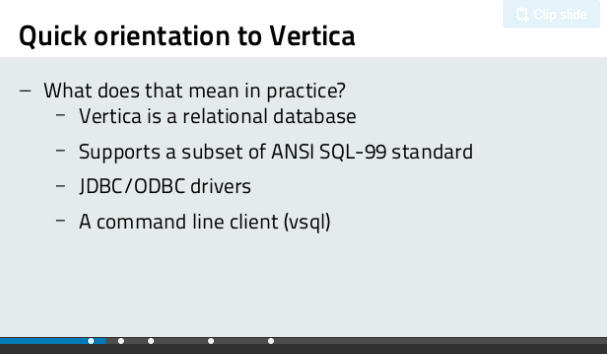 Clip slide
Quick orientation to Vertica
– What does that mean in practice?
– Vertica is a relational database
– Supports a subset of ANSI SQL-99 standard
– JDBC/ODBC drivers
– A command line client (vsql)